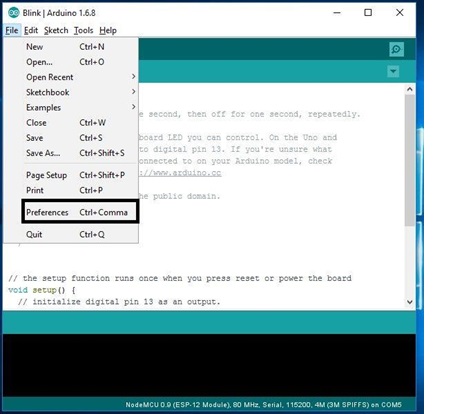 Blink | Arduino 1.6.8
File Edit Sketch Tools Help
New Ctrl+N
Open... Ctrl+O
Open Recent
Sketchbook
Examples
Close Ctrl+W
Save Ctrl+S
Save As... Ctrl+Shift+S
Page Setup Ctrl+Shift+P
Print Ctrl+P
Preferences Ctrl+Comma
Quit Ctrl+Q
e second, then off for one second, repeatedly.
board LED you can control. On the Uno and
to digital pin 13. If you're unsure what
onnected to on your Arduino model, check
://www.arduino.cc
he public domain.
/
// the setup function runs once when you press reset or power the board
void setup() {
// initialize digital pin 13 as an output.
NodeMCU 0.9 (ESP-12 Module), 80 MHz, Serial, 115200, 4M (3M SPIFFS) on COM5